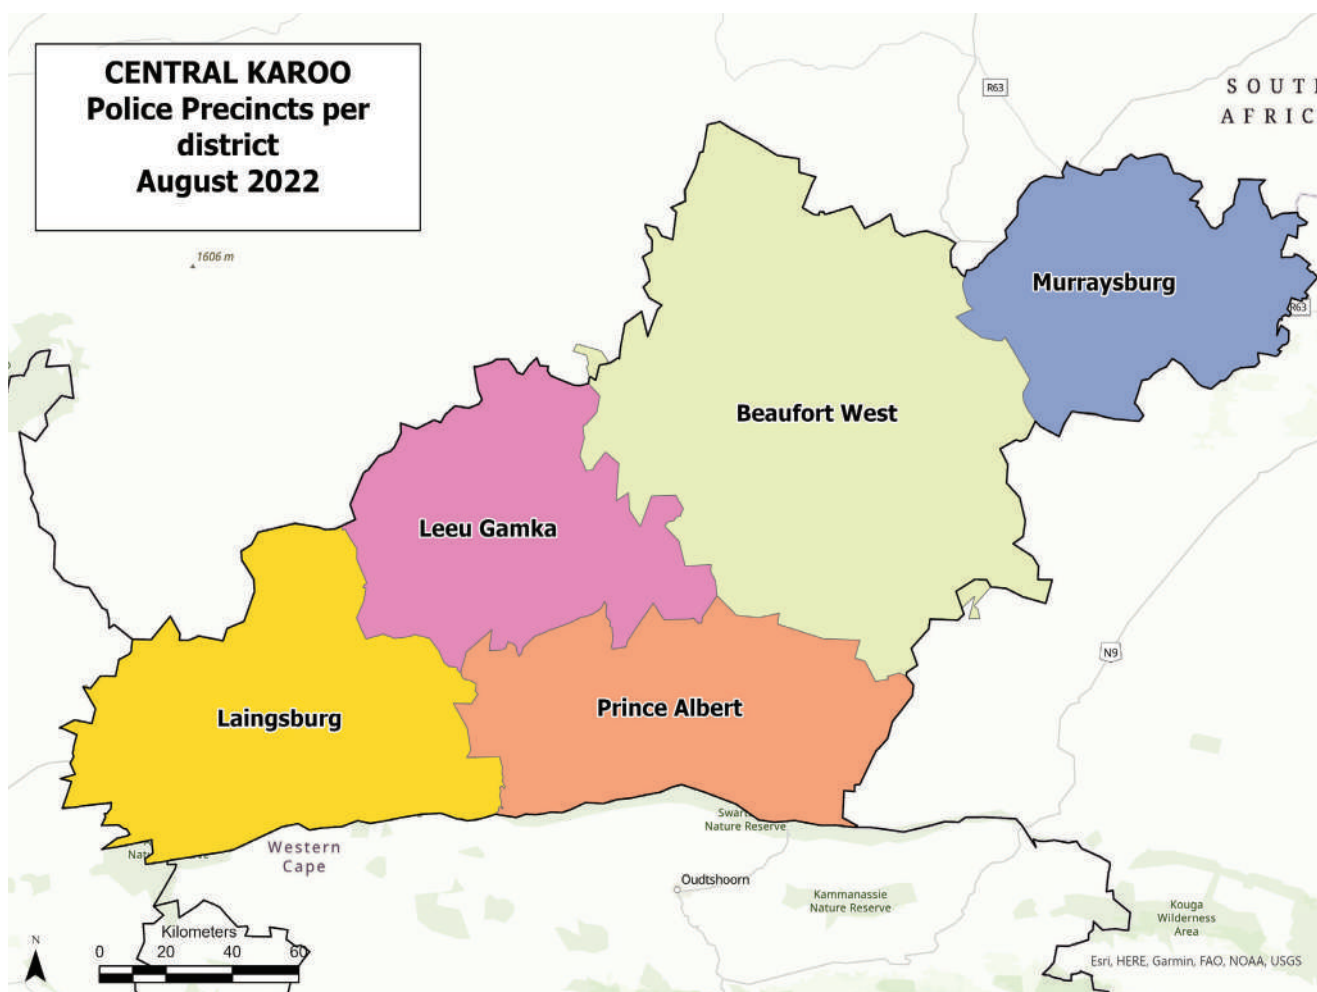 CENTRAL KAROO
Police Precincts per
district
August 2022
R63
SOUTH
AFRIC
1606 m
Murraysburg
R63
Beaufort West
Leeu Gamka
N9
Prince Albert
Laingsburg
Swart
Nature Reserve
Western
Cape
Oudtshoorn
Kammanassie
Nature Reserve
Kouga
Wilderness
Area
Kilometers
0 20 40 60
N
Esri, HERE, Garmin, FAO, NOAA, USGS